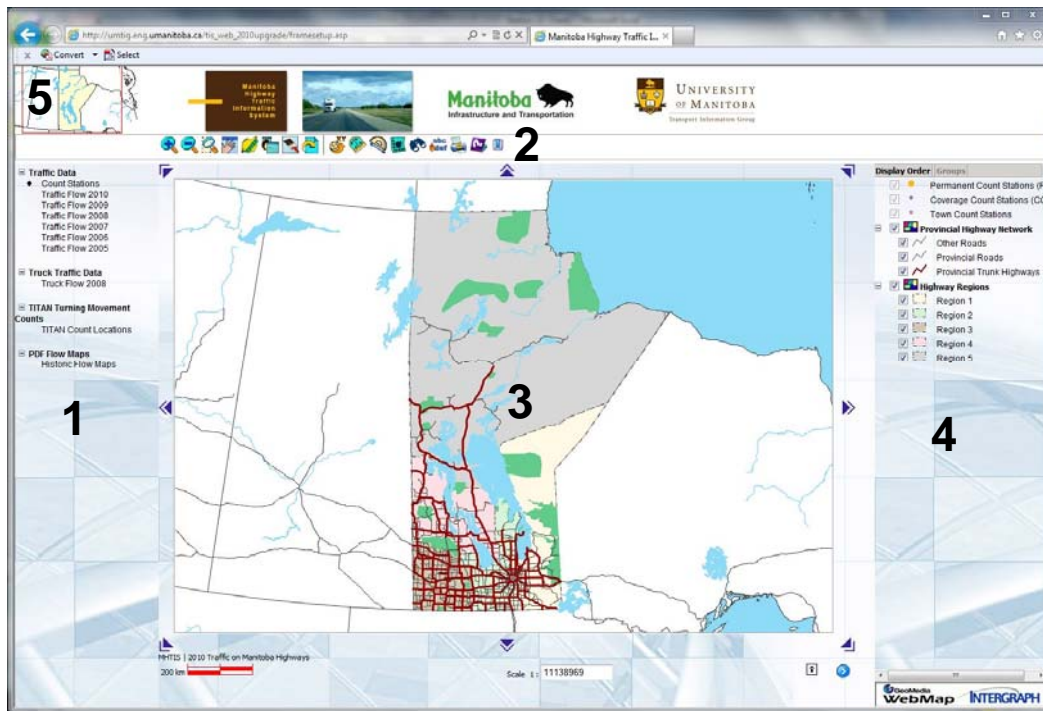 http://umtig.eng.umanitoba.ca/tis_web_2010upgrade/framesetup.asp
Manitoba Highway Traffic I...
x Convert Select
5
Manitoba
Highway
Traffic
Information
System
Manitoba
Infrastructure and Transportation
UNIVERSITY
OF MANITOBA
Transport Information Group
2
Traffic Data
Count Stations
Traffic Flow 2010
Traffic Flow 2009
Traffic Flow 2008
Traffic Flow 2007
Traffic Flow 2006
Traffic Flow 2005
Truck Traffic Data
Truck Flow 2008
TITAN Turning Movement
Counts
TITAN Count Locations
PDF Flow Maps
Historic Flow Maps
1
3
Display Order Groups
Permanent Count Stations (P
Coverage Count Stations (CC
Town Count Stations
Provincial Highway Network
Other Roads
Provincial Roads
Provincial Trunk Highways
Highway Regions
Region 1
Region 2
Region 3
Region 4
Region 5
4
MHTIS | 2010 Traffic on Manitoba Highways
200 km
Scale 1: 11138969
GeoMedia
WebMap INTERGRAPH